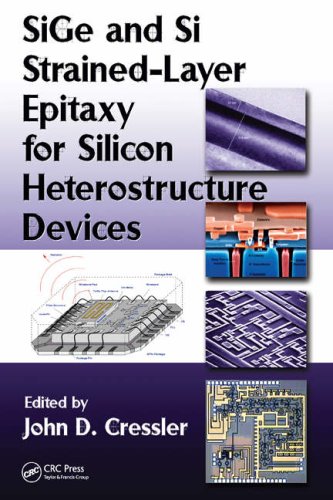 SiGe and Si
Strained-Layer
Epitaxy
for Silicon
Heterostructure
Devices
Edited by
John D. Cressler
CRC
CRC Press
Taylor & Francis Group